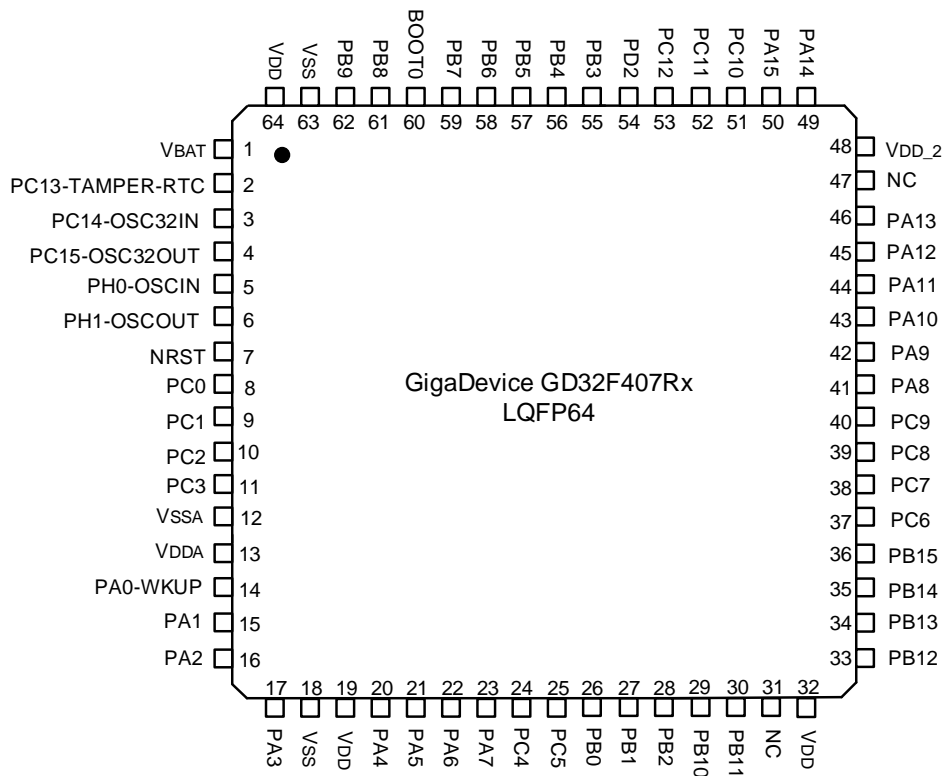 VDD VSS PB9 PB8 BOOT0 PB7 PB6 PB5 PB4 PB3 PD2 PC12 PC11 PC10 PA15 PA14
64 63 62 61 60 59 58 57 56 55 54 53 52 51 50 49
VBAT 1
PC13-TAMPER-RTC 2
PC14-OSC32IN 3
PC15-OSC32OUT 4
PH0-OSCIN 5
PH1-OSCOUT 6
NRST 7
PC0 8
PC1 9
PC2 10
PC3 11
VSSA 12
VDDA 13
PA0-WKUP 14
PA1 15
PA2 16
GigaDevice GD32F407Rx
LQFP64
48 VDD_2
47 NC
46 PA13
45 PA12
44 PA11
43 PA10
42 PA9
41 PA8
40 PC9
39 PC8
38 PC7
37 PC6
36 PB15
35 PB14
34 PB13
33 PB12
17 18 19 20 21 22 23 24 25 26 27 28 29 30 31 32
PA3 VSS VDD PA4 PA5 PA6 PA7 PC4 PC5 PB0 PB1 PB2 PB10 PB11 NC VDD